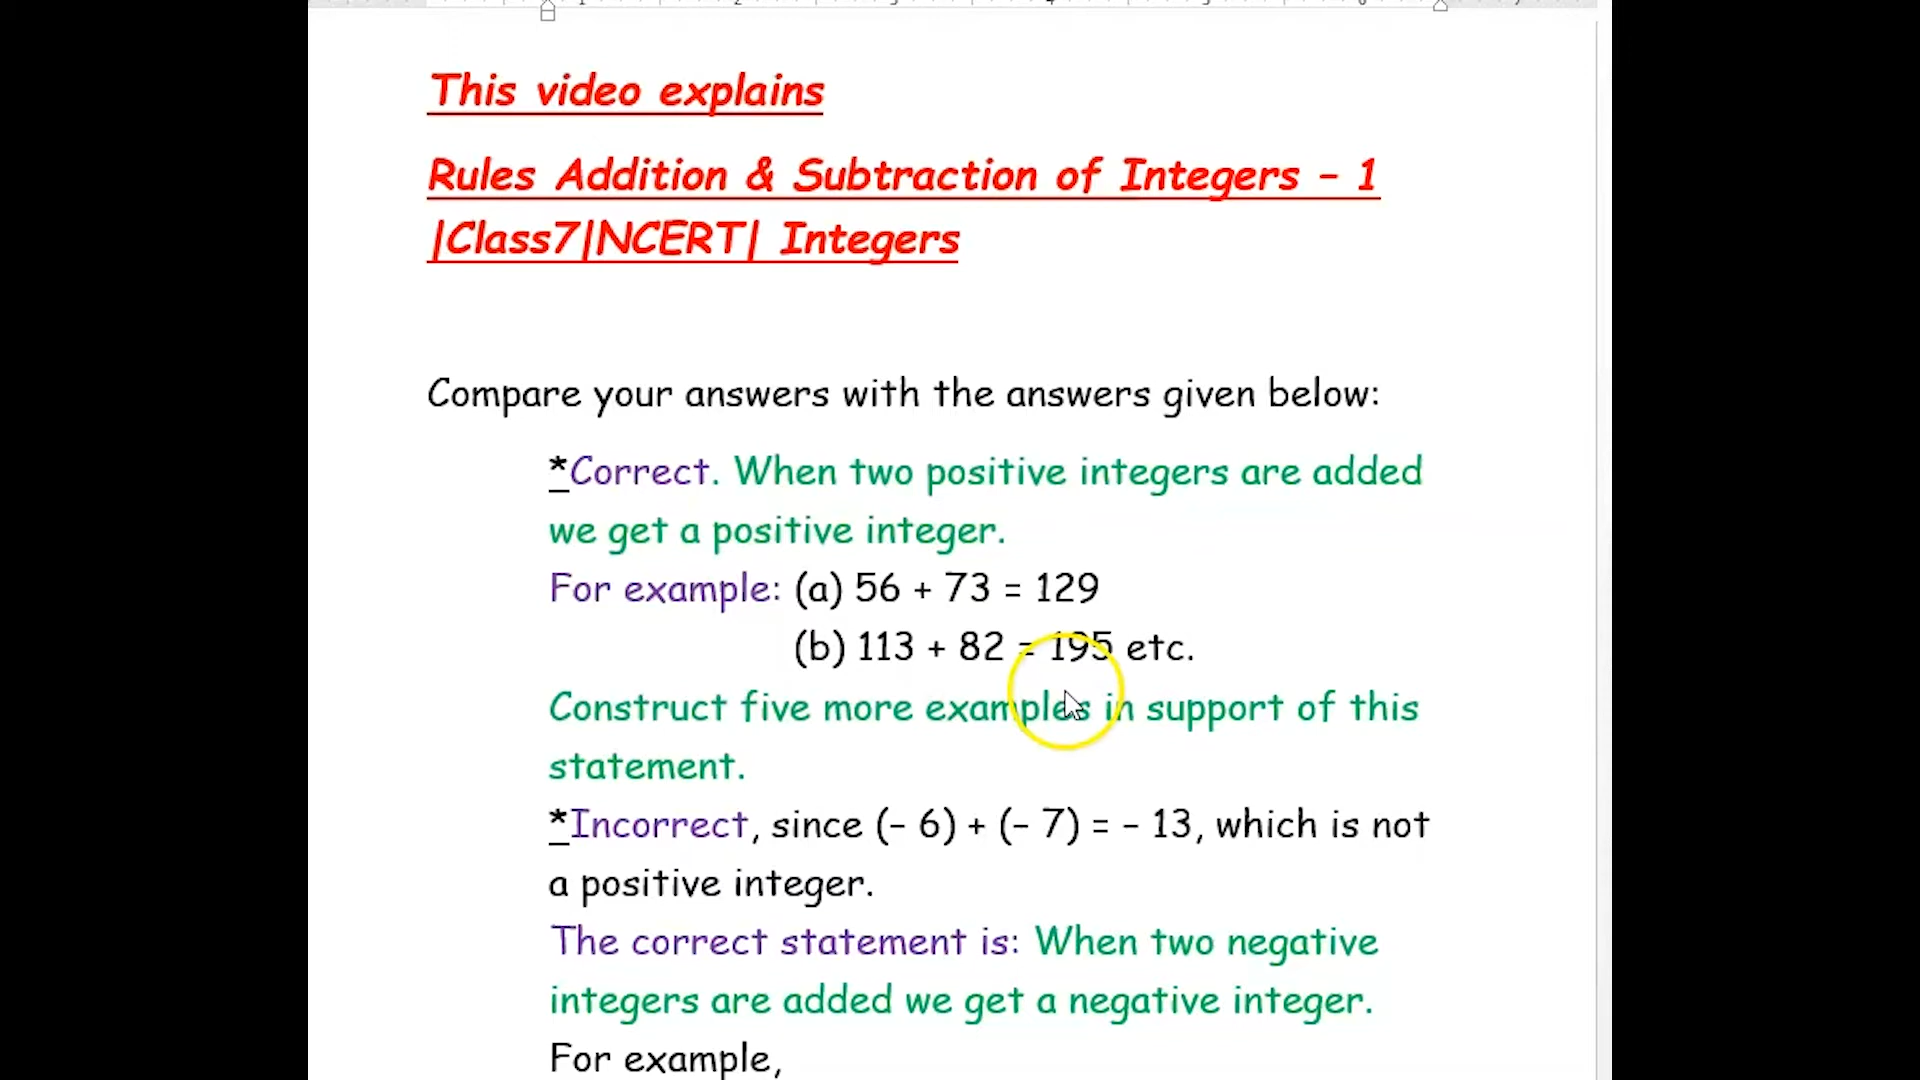 This video explains
Rules Addition & Subtraction of Integers – 1
|Class7|NCERT| Integers
Compare your answers with the answers given below:
*Correct. When two positive integers are added
we get a positive integer.
For example: (a) 56 + 73 = 129
(b) 113 + 82 = 195 etc.
Construct five more examples in support of this
statement.
*Incorrect, since (– 6) + (– 7) = – 13, which is not
a positive integer.
The correct statement is: When two negative
integers are added we get a negative integer.
For example,